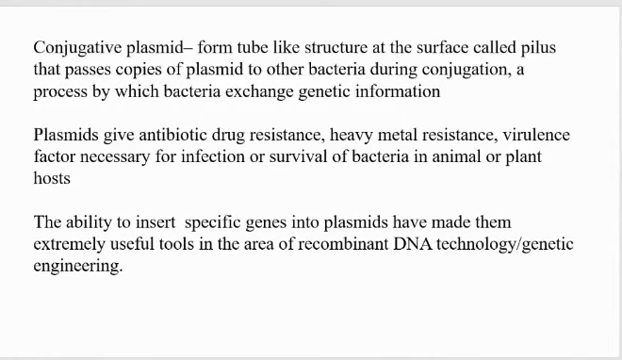 Conjugative plasmid– form tube like structure at the surface called pilus
that passes copies of plasmid to other bacteria during conjugation, a
process by which bacteria exchange genetic information
Plasmids give antibiotic drug resistance, heavy metal resistance, virulence
factor necessary for infection or survival of bacteria in animal or plant
hosts
The ability to insert  specific genes into plasmids have made them
extremely useful tools in the area of recombinant DNA technology/genetic
engineering.